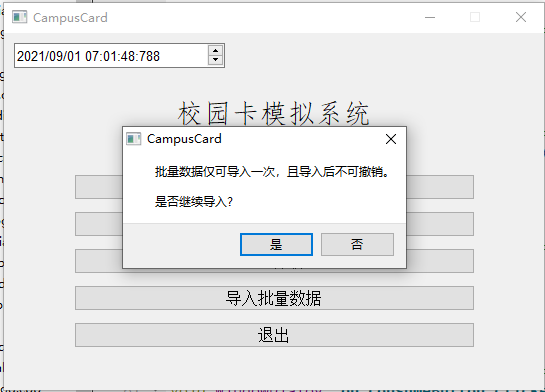 CampusCard
2021/09/01 07:01:48:788
校园卡模拟系统
CampusCard
批量数据仅可导入一次，且导入后不可撤销。
是否继续导入?
是
否
导入批量数据
退出